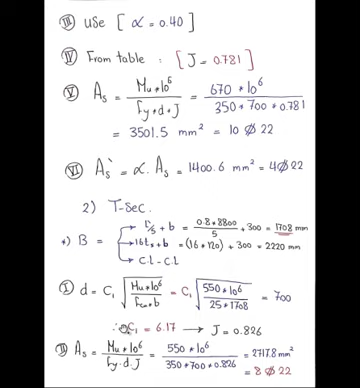 III use [ α = 0.40 ]
IV From table : [ J = 0.781 ]
V As = Mu*10^6 / fy*d*J = 670*10^6 / 350*700*0.781
= 3501.5 mm² = 10 Ø 22
VI As` = α. As = 1400.6 mm² = 4Ø22
2) T-sec.
*) B = → L`/5 + b = 0.8*8800 / 5 + 300 = 1708 mm
→ 16ts + b = (16*120) + 300 = 2220 mm
→ C.L - C.L
I d = C1 √ Mu*10^6 / fcu*b = C1 √ 550*10^6 / 25*1708 = 700
∴ C1 = 6.17 → J = 0.826
II As = Mu*10^6 / fy.d.J = 550*10^6 / 350*700*0.826 = 2717.8 mm²
= 8 Ø 22